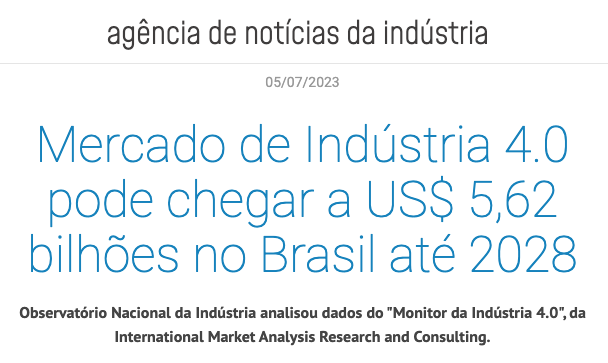 agência de notícias da indústria
05/07/2023
Mercado de Indústria 4.0
pode chegar a US$ 5,62
bilhões no Brasil até 2028
Observatório Nacional da Indústria analisou dados do "Monitor da Indústria 4.0", da
International Market Analysis Research and Consulting.